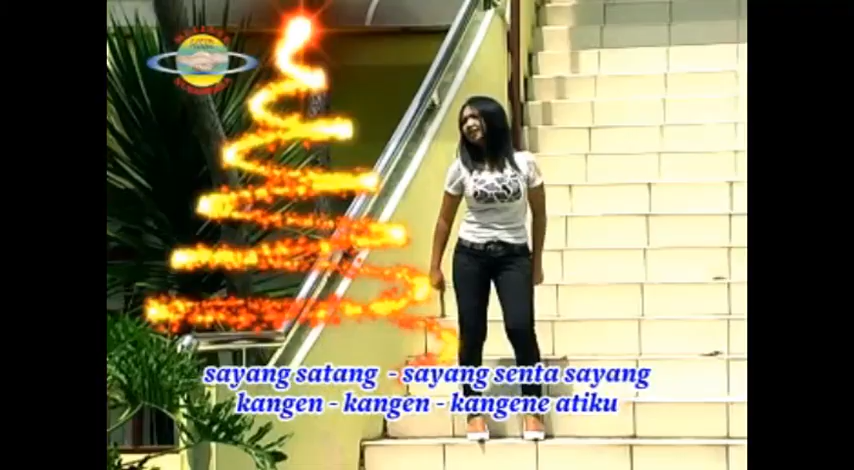 sayang satang - sayang senta sayang
kangen - kangen - kangene atiku